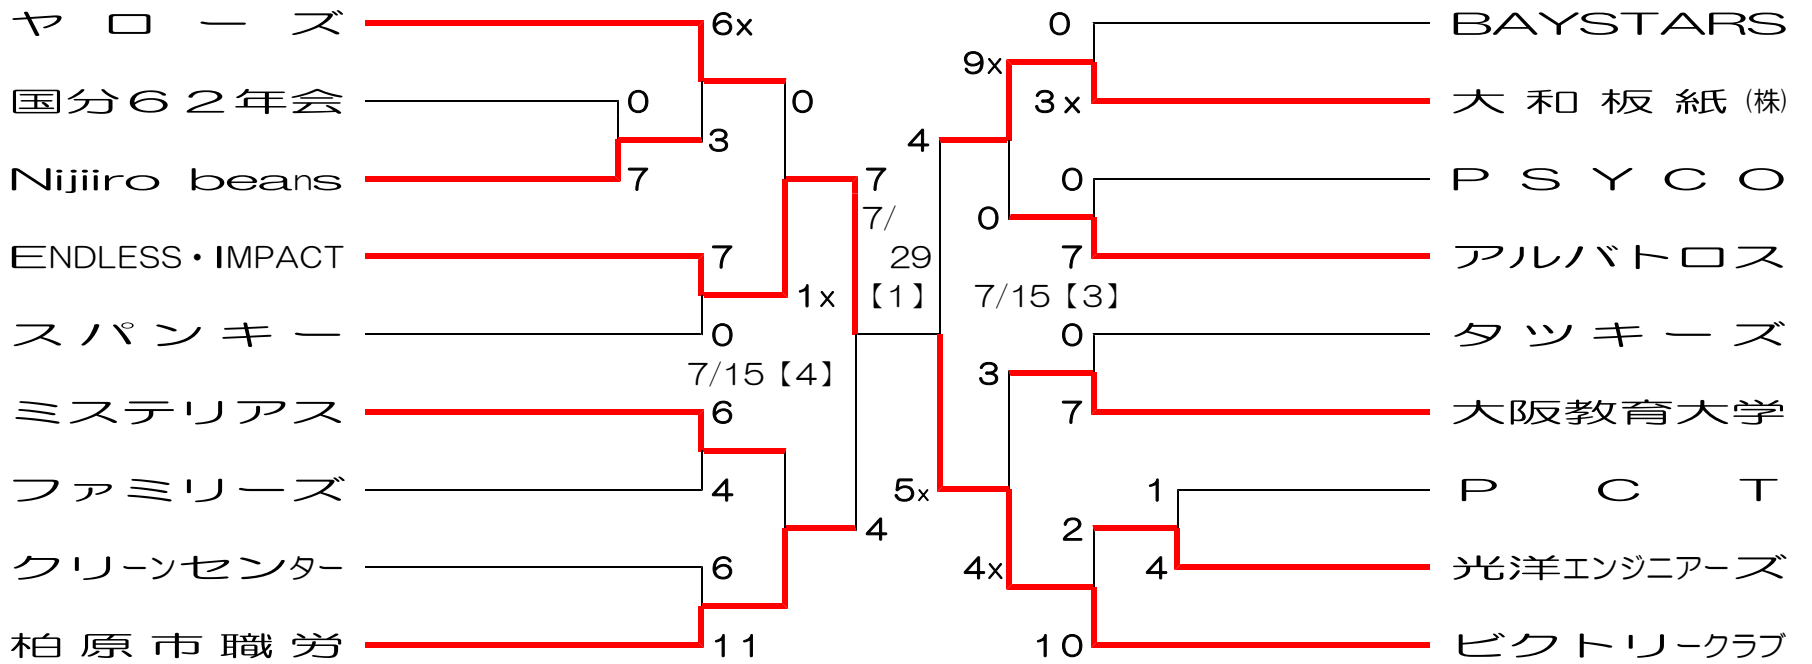 ヤローズ 6x 0 BAYSTARS
9x
国分６２年会 0 0 3x 大和板紙㈱
3 4
Nijiiro beans 7 7 0 PSYCO
7/ 0
ENDLESS・IMPACT 7 29 7 アルバトロス
1x 【1】 7/15【3】
スパンキー 0 0 タツキーズ
7/15【4】 3
ミステリアス 6 7 大阪教育大学
ファミリーズ 4 5x 1 PCT
4 2
クリーンセンター 6 4x 4 光洋エンジニアーズ
柏原市職労 11 10 ビクトリークラブ